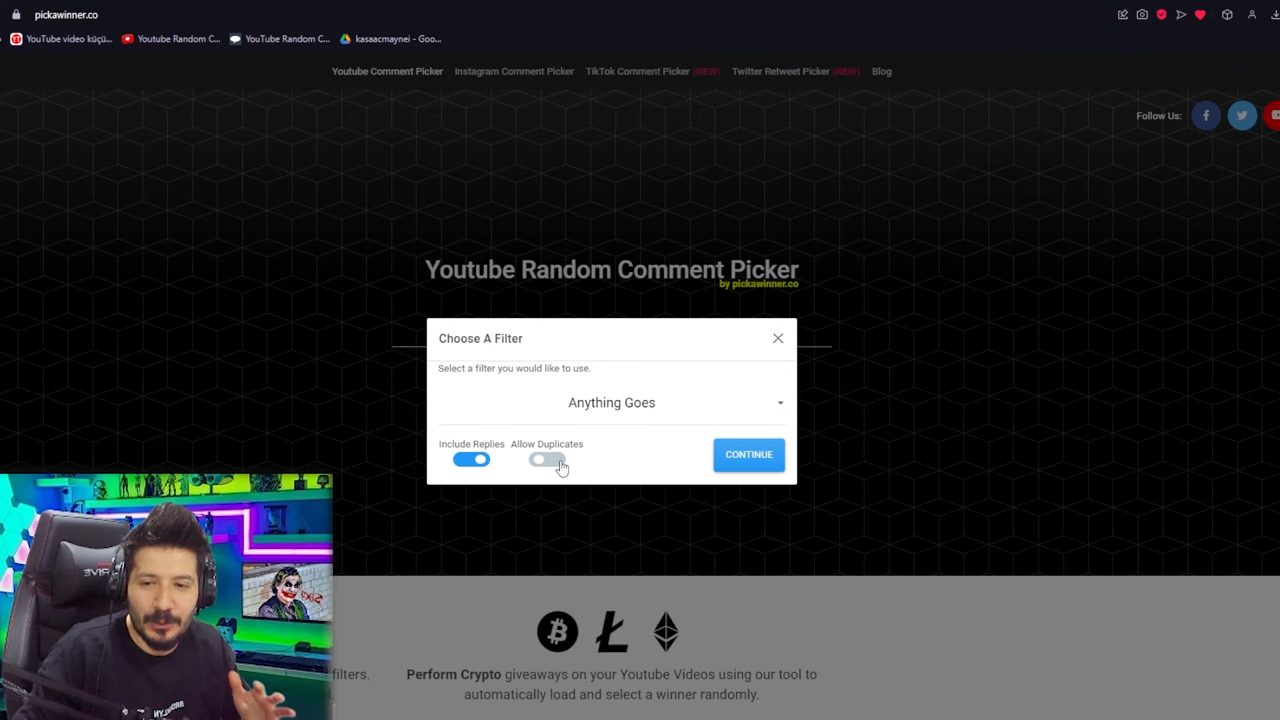 pickawinner.co
YouTube video küçü...
Youtube Random C...
YouTube Random C...
kasaacmaynei - Goo...
Youtube Comment Picker
Instagram Comment Picker
TikTok Comment Picker (NEW)
Twitter Retweet Picker (NEW)
Blog
Follow Us:
Youtube Random Comment Picker
by pickawinner.co
Choose A Filter
Select a filter you would like to use.
Anything Goes
Include Replies
Allow Duplicates
CONTINUE
filters.
Perform Crypto giveaways on your Youtube Videos using our tool to
automatically load and select a winner randomly.